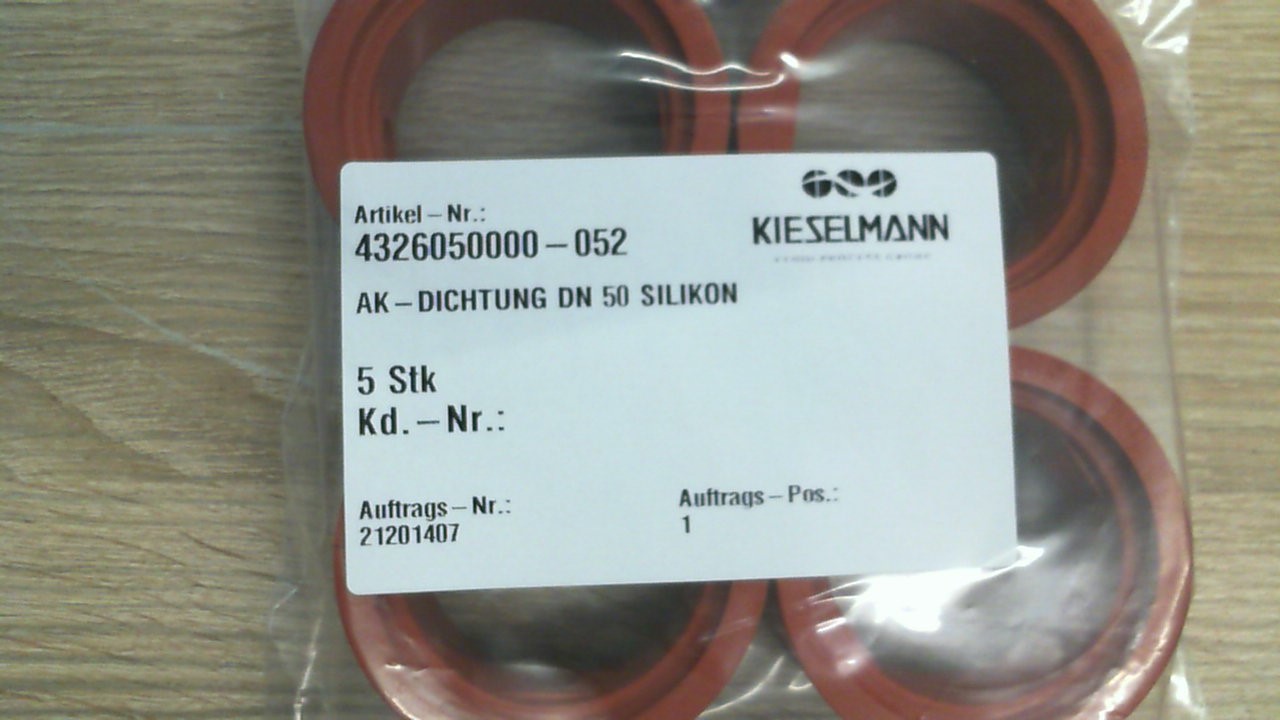 Artikel-Nr.:
4326050000-052
KIESELMANN
AK-DICHTUNG DN 50 SILIKON
5 Stk
Kd.-Nr.:
Auftrags-Nr.:
21201407
Auftrags-Pos.:
1